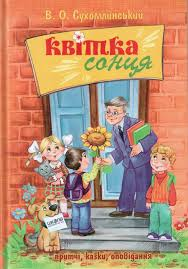 В. О. Сухомлинський
КВІТКА
СОНЦЯ
притчі, казки, оповідання